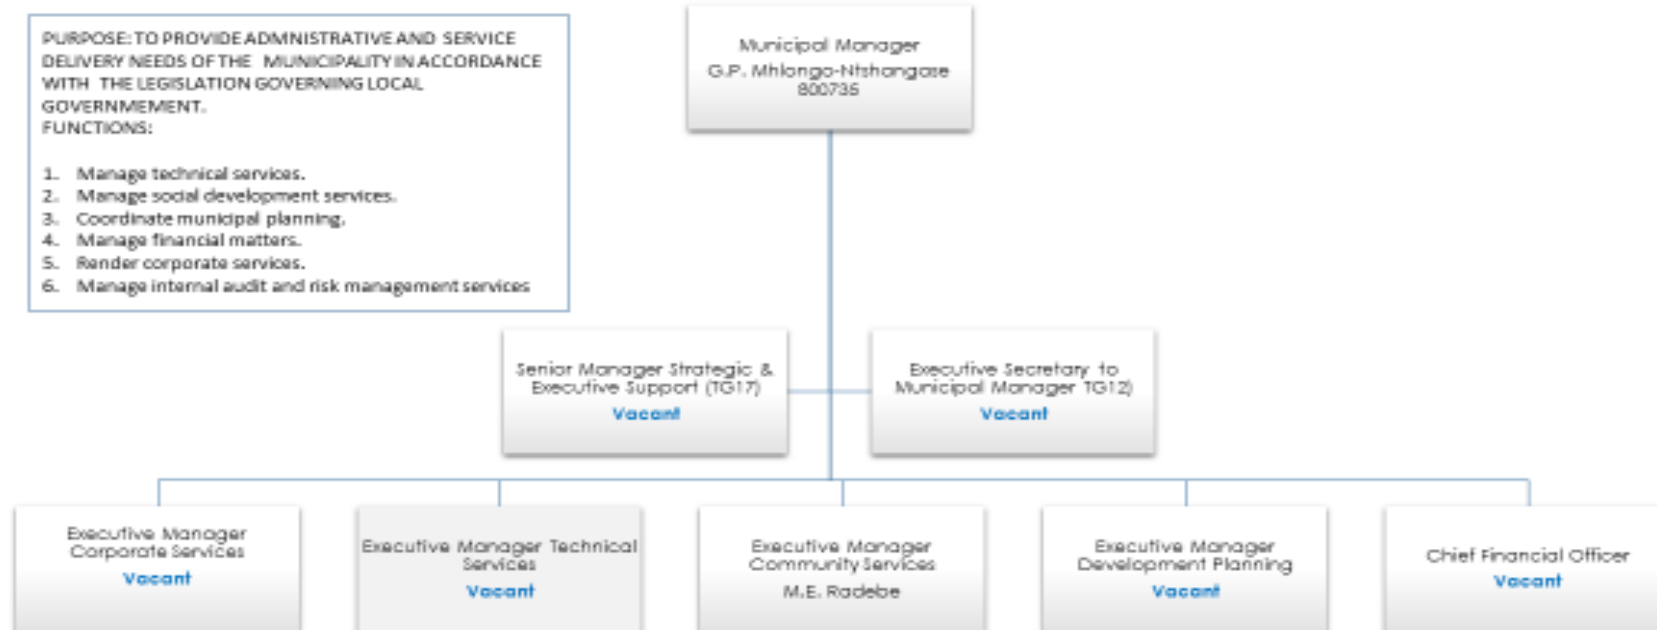 PURPOSE: TO PROVIDE ADMNISTRATIVE AND SERVICE
DELIVERY NEEDS OF THE MUNICIPALITY IN ACCORDANCE
WITH THE LEGISLATION GOVERNING LOCAL
GOVERNMEMENT.
FUNCTIONS:
1. Manage technical services.
2. Manage social development services.
3. Coordinate municipal planning.
4. Manage financial matters.
5. Render corporate services.
6. Manage internal audit and risk management services
Municipal Manager
G.P. Mhlongo-Ntshangase
800735
Senior Manager Strategic &
Executive Support (TG17)
Vacant
Executive Secretary to
Municipal Manager TG12)
Vacant
Executive Manager
Corporate Services
Vacant
Executive Manager Technical
Services
Vacant
Executive Manager
Community Services
M.E. Radebe
Executive Manager
Development Planning
Vacant
Chief Financial Officer
Vacant